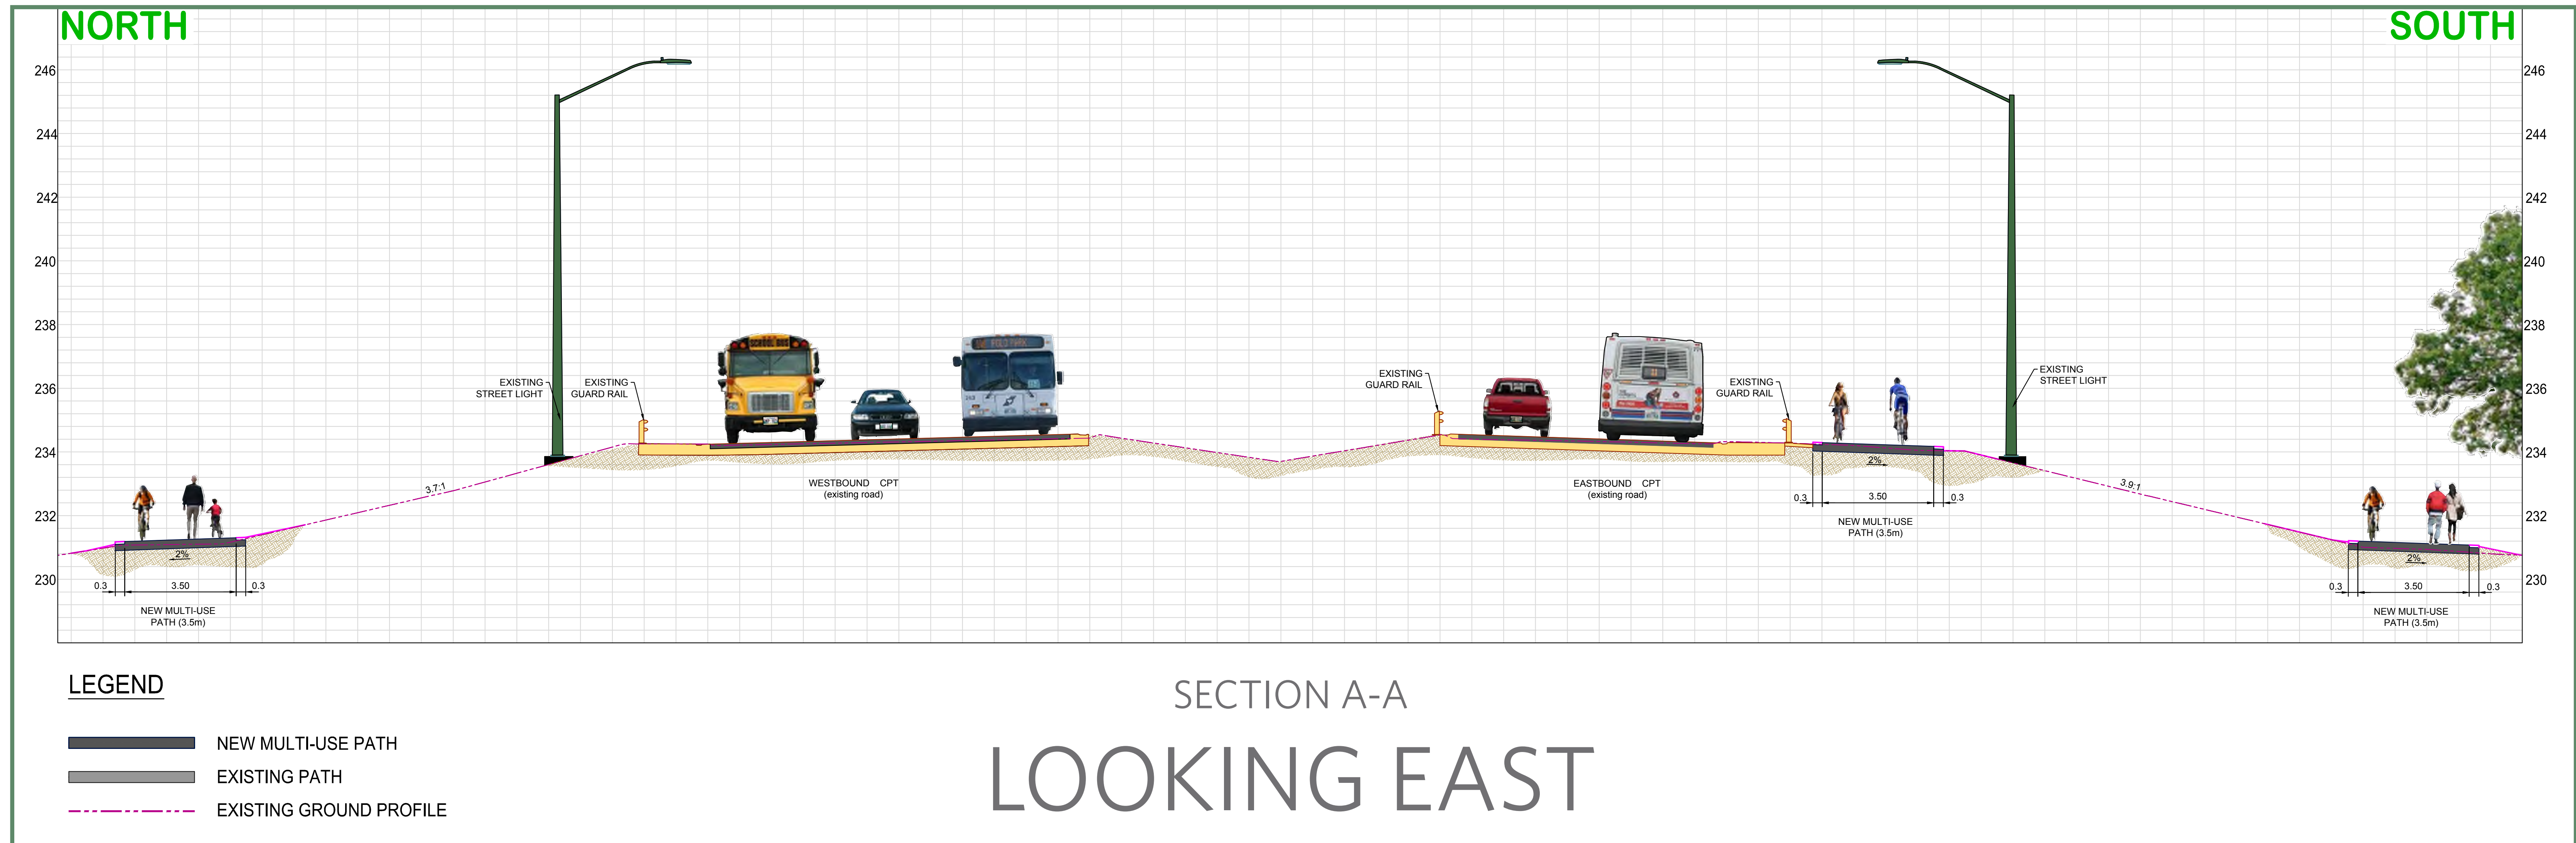 NORTH
SOUTH
246
244
242
240
238
236
234
232
230
246
244
242
240
238
236
234
232
230
EXISTING
STREET LIGHT
EXISTING
GUARD RAIL
SCHOOL BUS
EXISTING
GUARD RAIL
EXISTING
GUARD RAIL
EXISTING
STREET LIGHT
3.7:1
3.9:1
WESTBOUND CPT
(existing road)
EASTBOUND CPT
(existing road)
2%
0.3
3.50
0.3
NEW MULTI-USE
PATH (3.5m)
2%
0.3
3.50
0.3
NEW MULTI-USE
PATH (3.5m)
2%
0.3
3.50
0.3
NEW MULTI-USE
PATH (3.5m)
LEGEND
NEW MULTI-USE PATH
EXISTING PATH
EXISTING GROUND PROFILE
SECTION A-A
LOOKING EAST